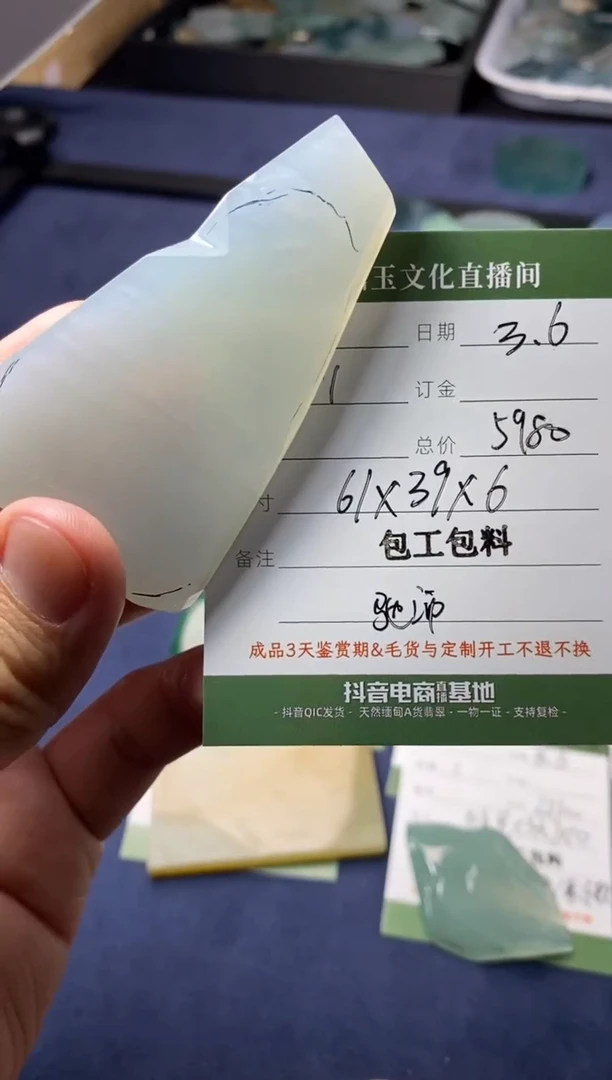 玉文化直播间
日期 3.6
1 订金
总价 5980
寸 61X39X6
备注 包工包料
成品3天鉴赏期&毛货与定制开工不退不换
抖音电商直播基地
- 抖音QIC发货 - 天然缅甸A货翡翠 - 一物一证 - 支持复检 -